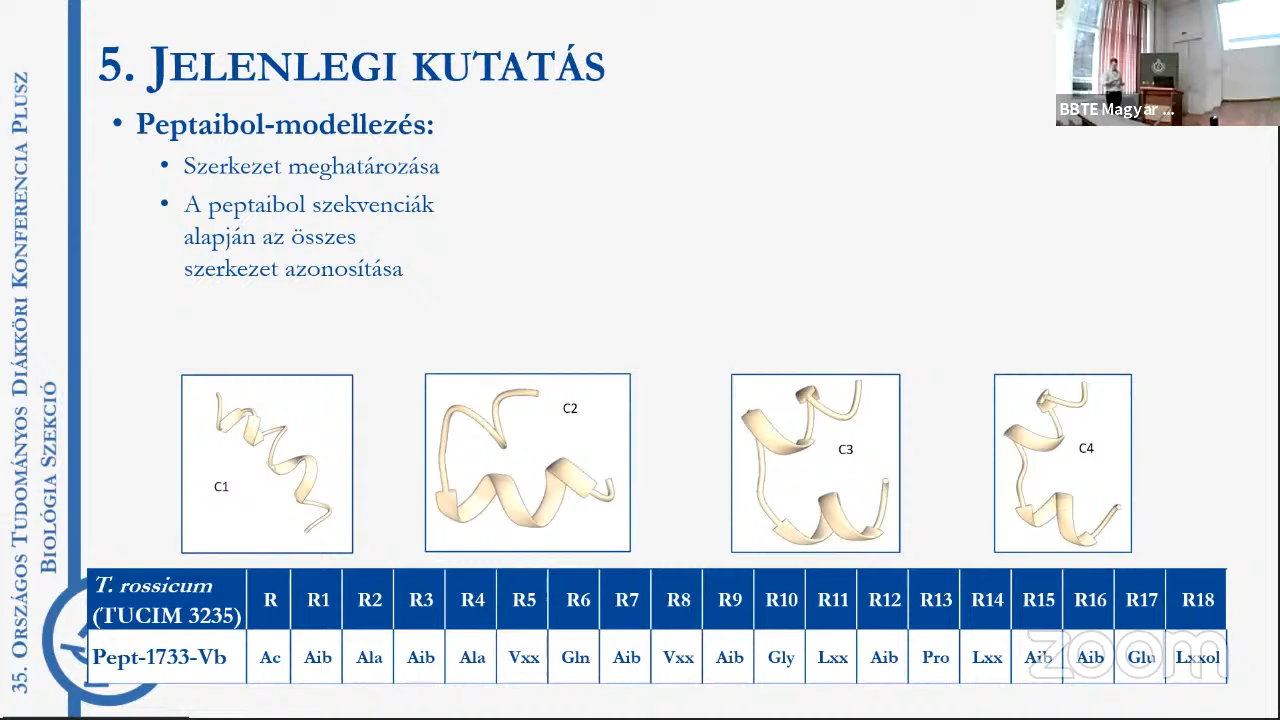 5. JELENLEGI KUTATÁS
• Peptaibol-modellezés:
• Szerkezet meghatározása
• A peptaibol szekvenciák
alapján az összes
szerkezet azonosítása
BBTE Magyar ...
35. ORSZÁGOS TUDOMÁNYOS DIÁKKÖRI KONFERENCIA PLUSZ
BIOLÓGIA SZEKCIÓ
C1
C2
C3
C4
T. rossicum
(TUCIM 3235) R R1 R2 R3 R4 R5 R6 R7 R8 R9 R10 R11 R12 R13 R14 R15 R16 R17 R18
Pept-1733-Vb Ac Aib Ala Aib Ala Vxx Gln Aib Vxx Aib Gly Lxx Aib Pro Lxx Aib Aib Glu Lxxol
zoom